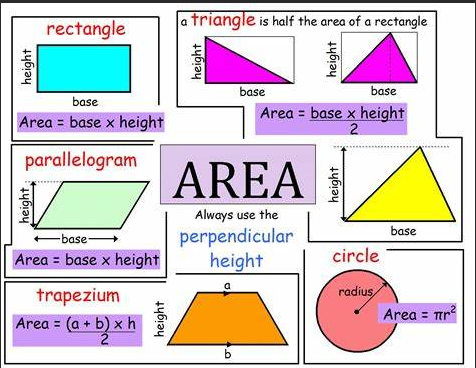 rectangle
height
base
Area = base x height
a triangle is half the area of a rectangle
height
base
height
base
Area = base x height
2
parallelogram
height
base
Area = base x height
AREA
Always use the
perpendicular
height
height
base
trapezium
Area = (a + b) x h
2
height
a
b
circle
radius
Area = πr²